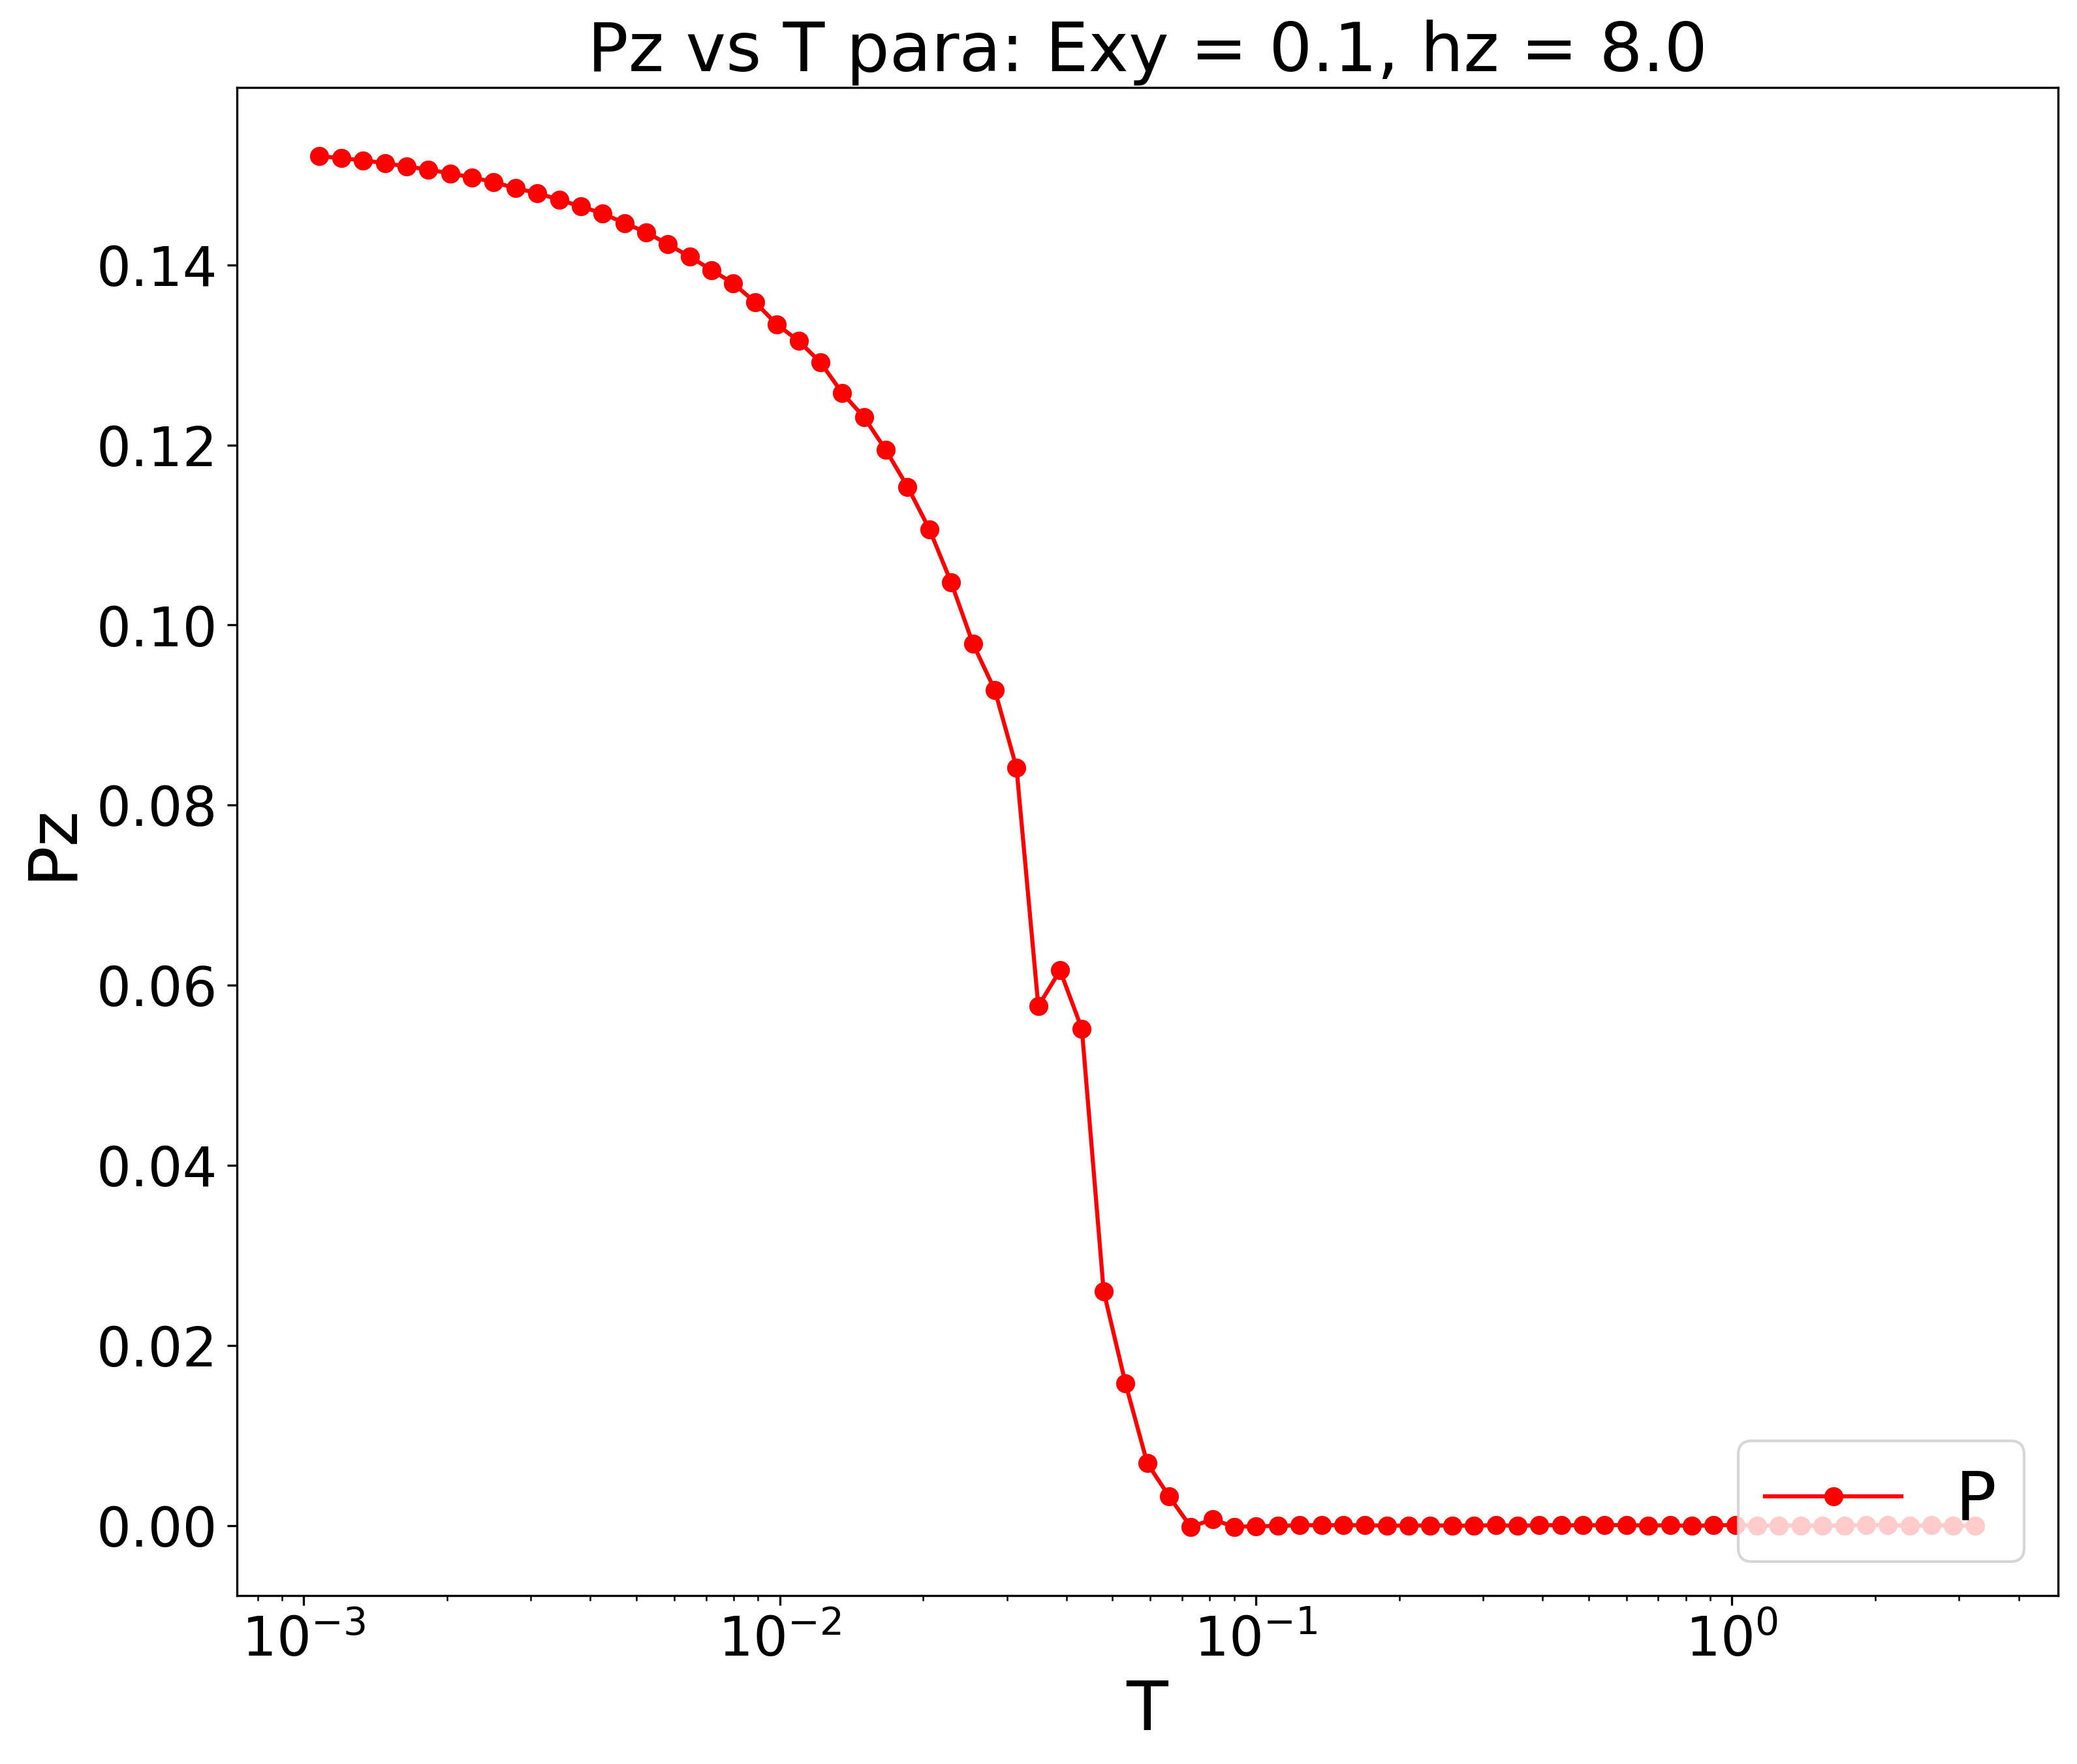 Pz vs T para: Exy = 0.1, hz = 8.0
Pz
0.14
0.12
0.10
0.08
0.06
0.04
0.02
0.00
P
10⁻³ 10⁻² 10⁻¹ 10⁰
T